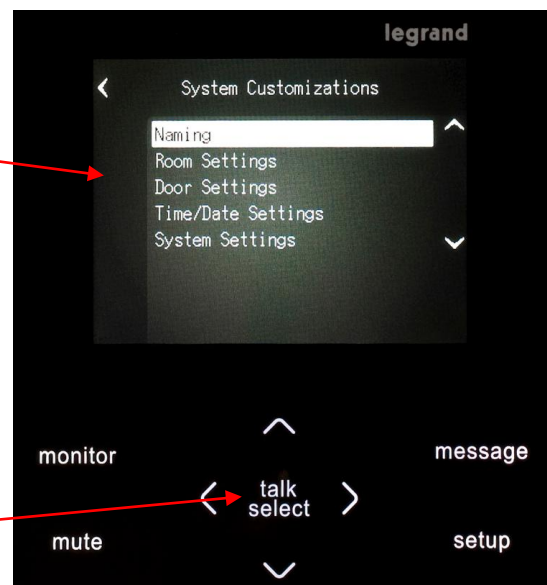 legrand
System Customizations
Naming
Room Settings
Door Settings
Time/Date Settings
System Settings
monitor
message
talk
select
mute
setup